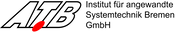 ATB
Institut für angewandte
Systemtechnik Bremen
GmbH